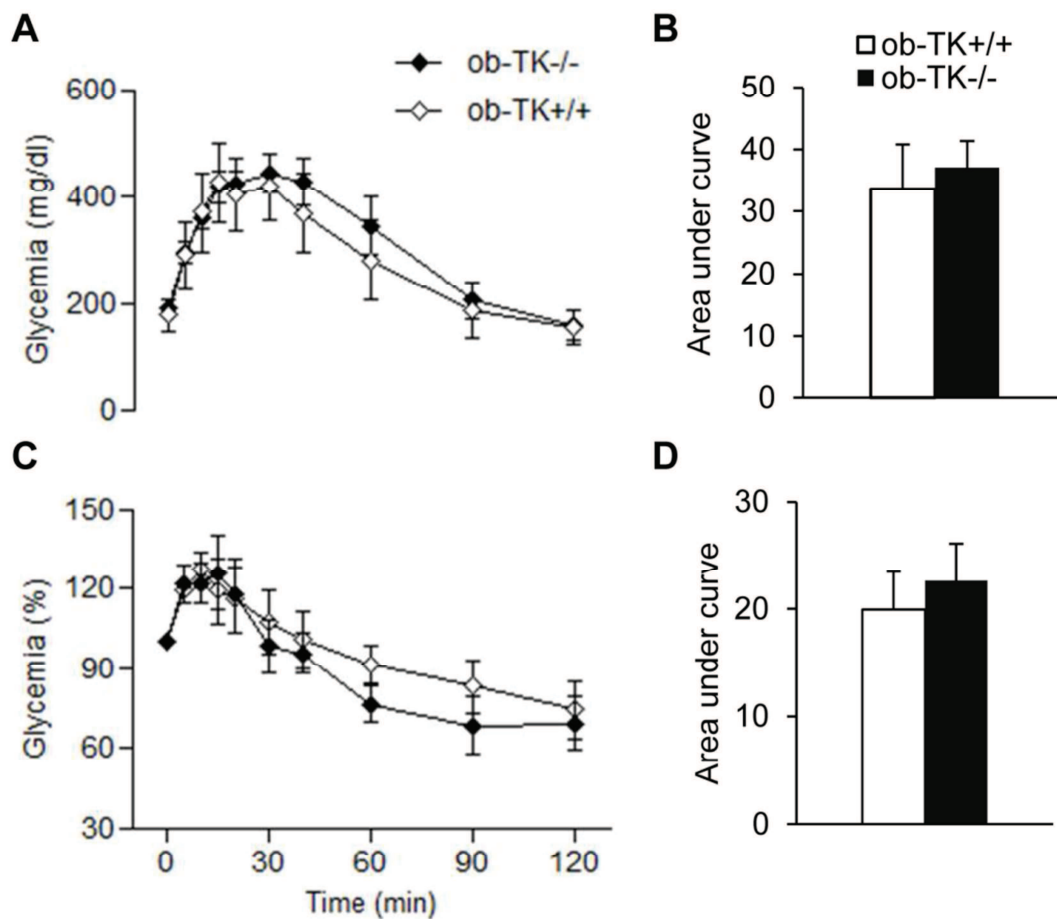 A
ob-TK-/-
ob-TK+/+
Glycemia (mg/dl)
600
400
200
0
B
ob-TK+/+
ob-TK-/-
Area under curve
50
40
30
20
10
0
C
Glycemia (%)
150
120
90
60
30
0 30 60 90 120
Time (min)
D
Area under curve
30
20
10
0